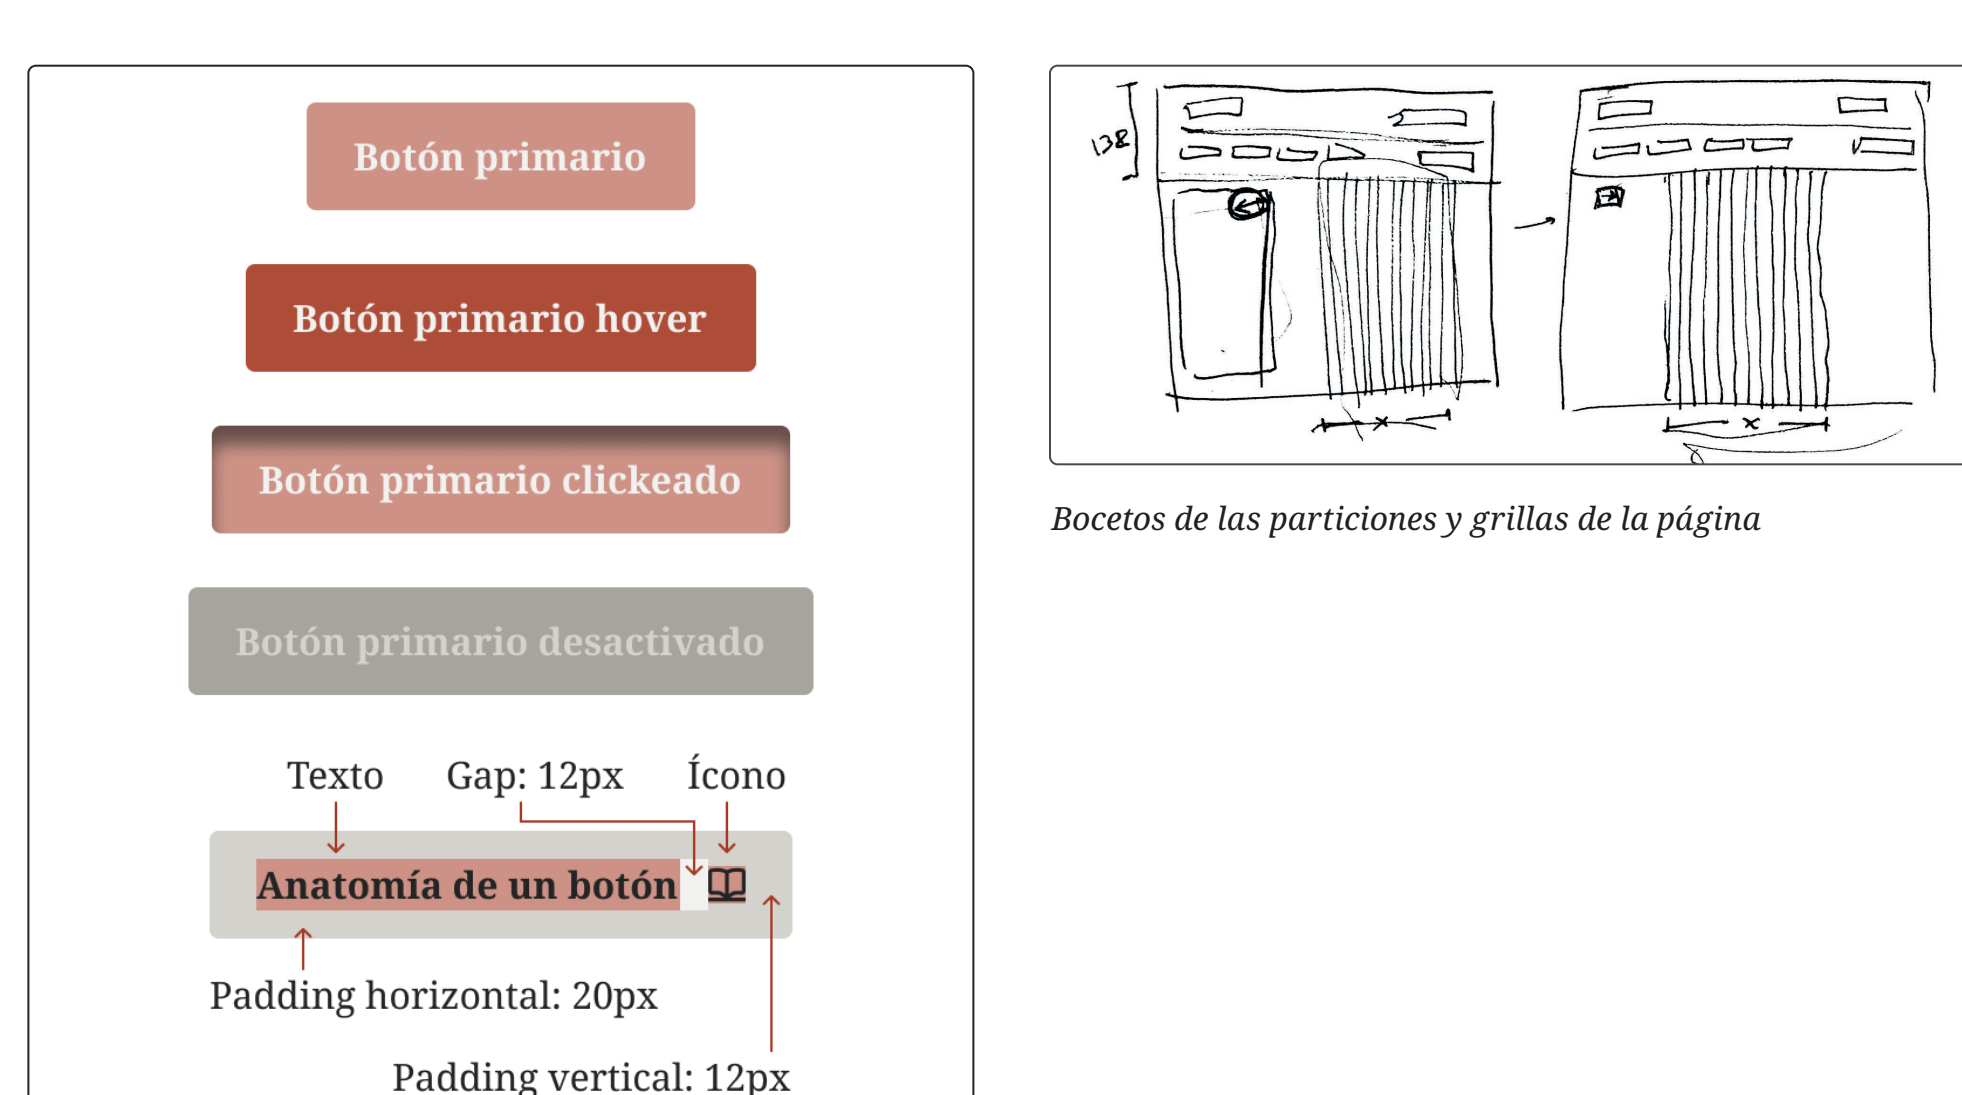 Botón primario
Botón primario hover
Botón primario clickeado
Botón primario desactivado
Texto Gap: 12px Ícono
Anatomía de un botón
Padding horizontal: 20px
Padding vertical: 12px
138
x x
Bocetos de las particiones y grillas de la página